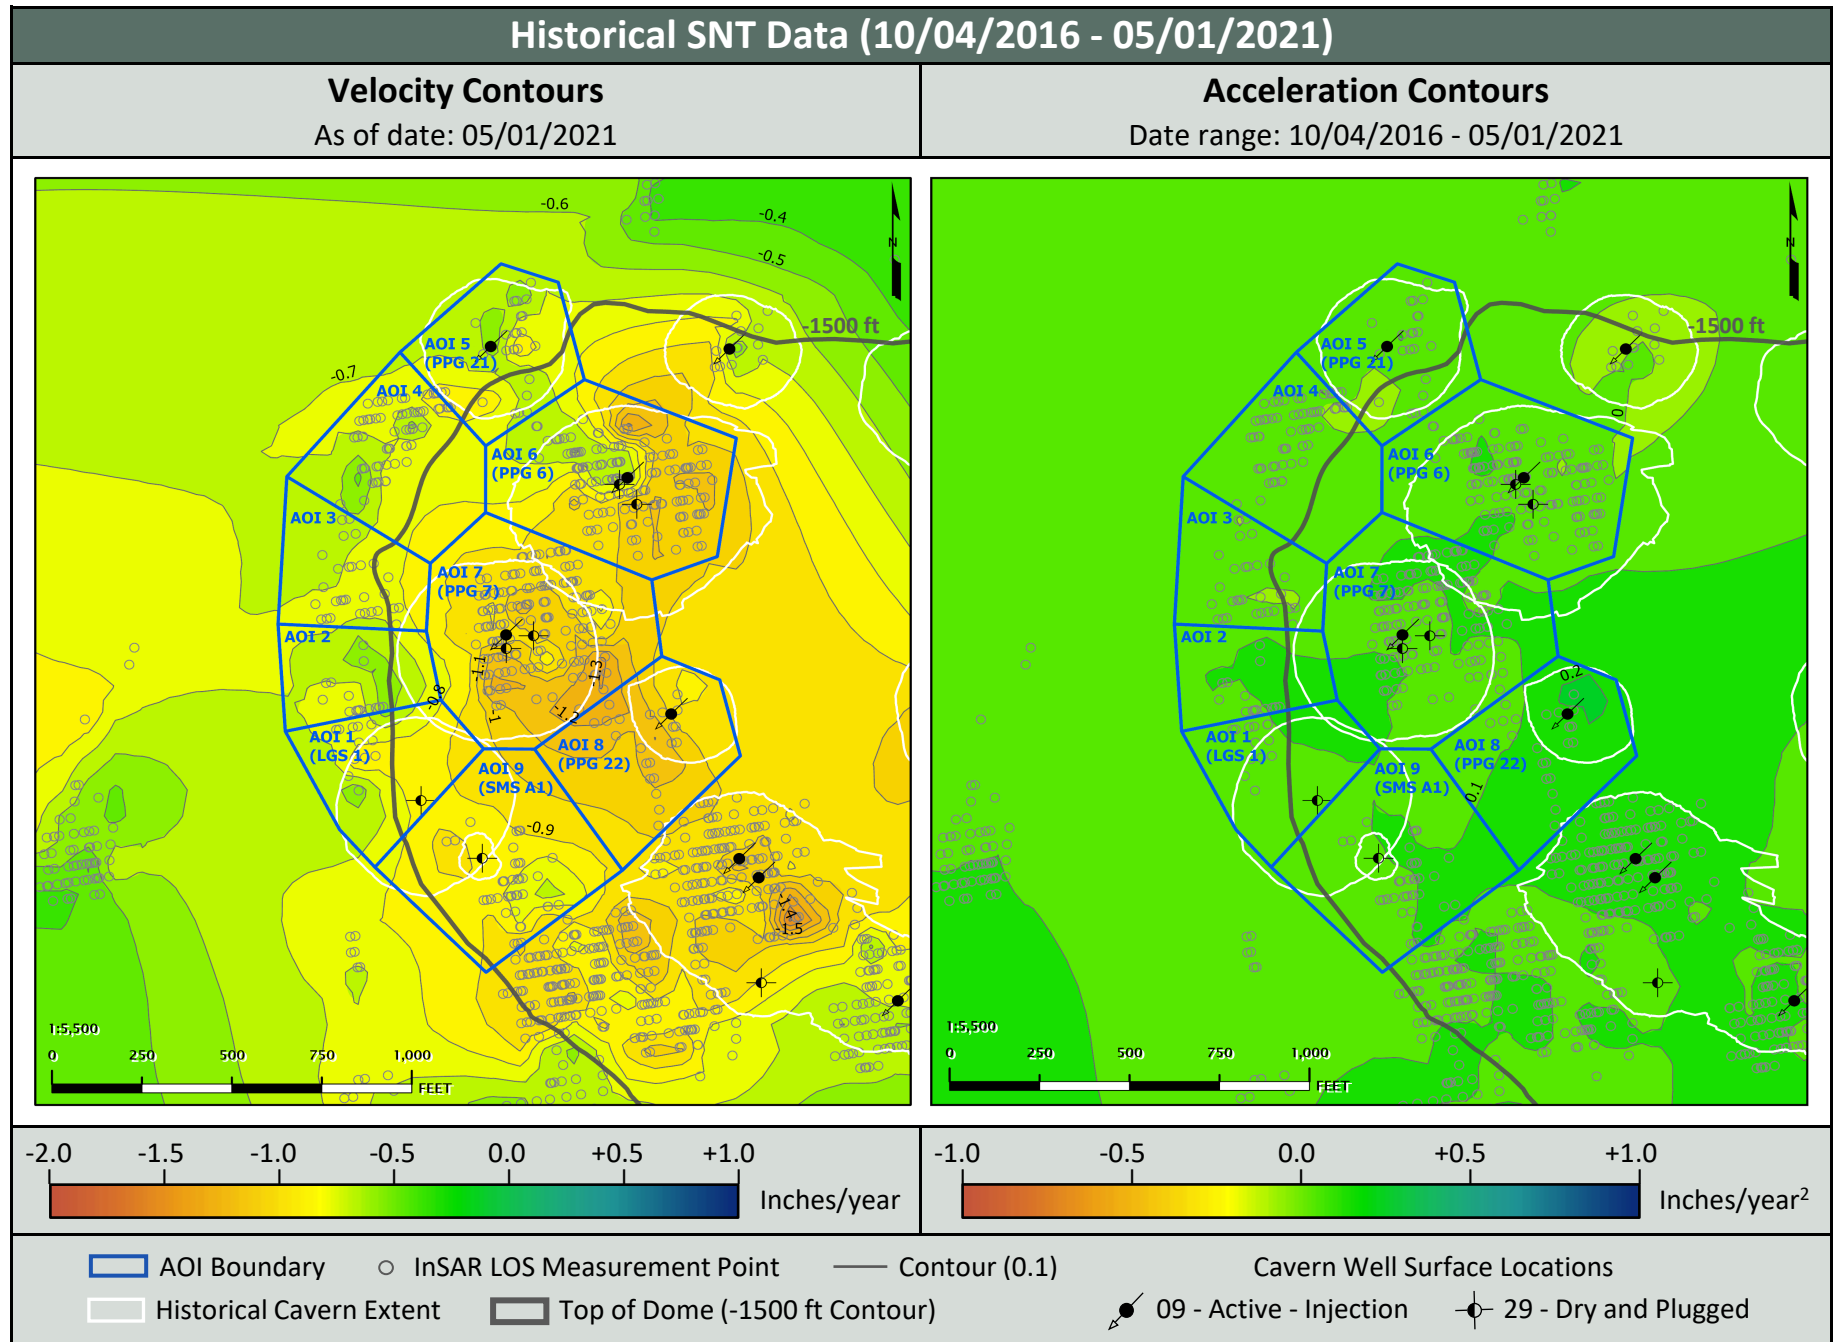 Historical SNT Data (10/04/2016 - 05/01/2021)
Velocity Contours
As of date: 05/01/2021
Acceleration Contours
Date range: 10/04/2016 - 05/01/2021
-0.6
-0.4
-0.5
N
-1500 ft
AOI 5
(PPG 21)
-0.7
AOI 4
AOI 6
(PPG 6)
AOI 3
AOI 7
(PPG 7)
AOI 2
-1.1
-1.3
-0.8
-1
-1.2
AOI 1
(LGS 1)
AOI 8
(PPG 22)
AOI 9
(SMS A1)
-0.9
-1.4
-1.5
1:5,500
0 250 500 750 1,000
FEET
N
-1500 ft
AOI 5
(PPG 21)
AOI 4
0
AOI 6
(PPG 6)
AOI 3
AOI 7
(PPG 7)
AOI 2
0.2
AOI 1
(LGS 1)
AOI 8
(PPG 22)
AOI 9
(SMS A1)
0.1
1:5,500
0 250 500 750 1,000
FEET
-2.0 -1.5 -1.0 -0.5 0.0 +0.5 +1.0
Inches/year
-1.0 -0.5 0.0 +0.5 +1.0
Inches/year²
AOI Boundary InSAR LOS Measurement Point Contour (0.1) Cavern Well Surface Locations
Historical Cavern Extent Top of Dome (-1500 ft Contour) 09 - Active - Injection 29 - Dry and Plugged